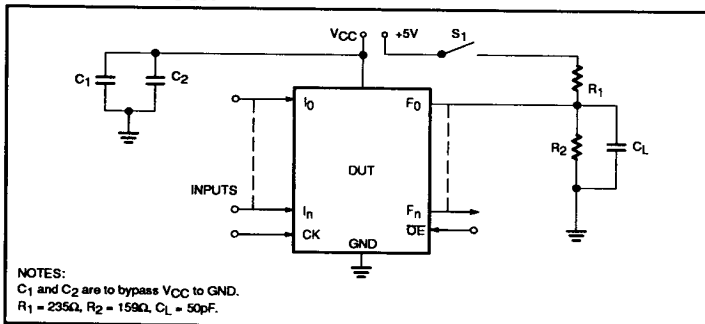 VCC +5V S1
C1 C2
R1
I0 F0
R2 CL
DUT
INPUTS
In Fn
CK OE
GND
NOTES:
C1 and C2 are to bypass VCC to GND.
R1 = 235Ω, R2 = 159Ω, CL = 50pF.